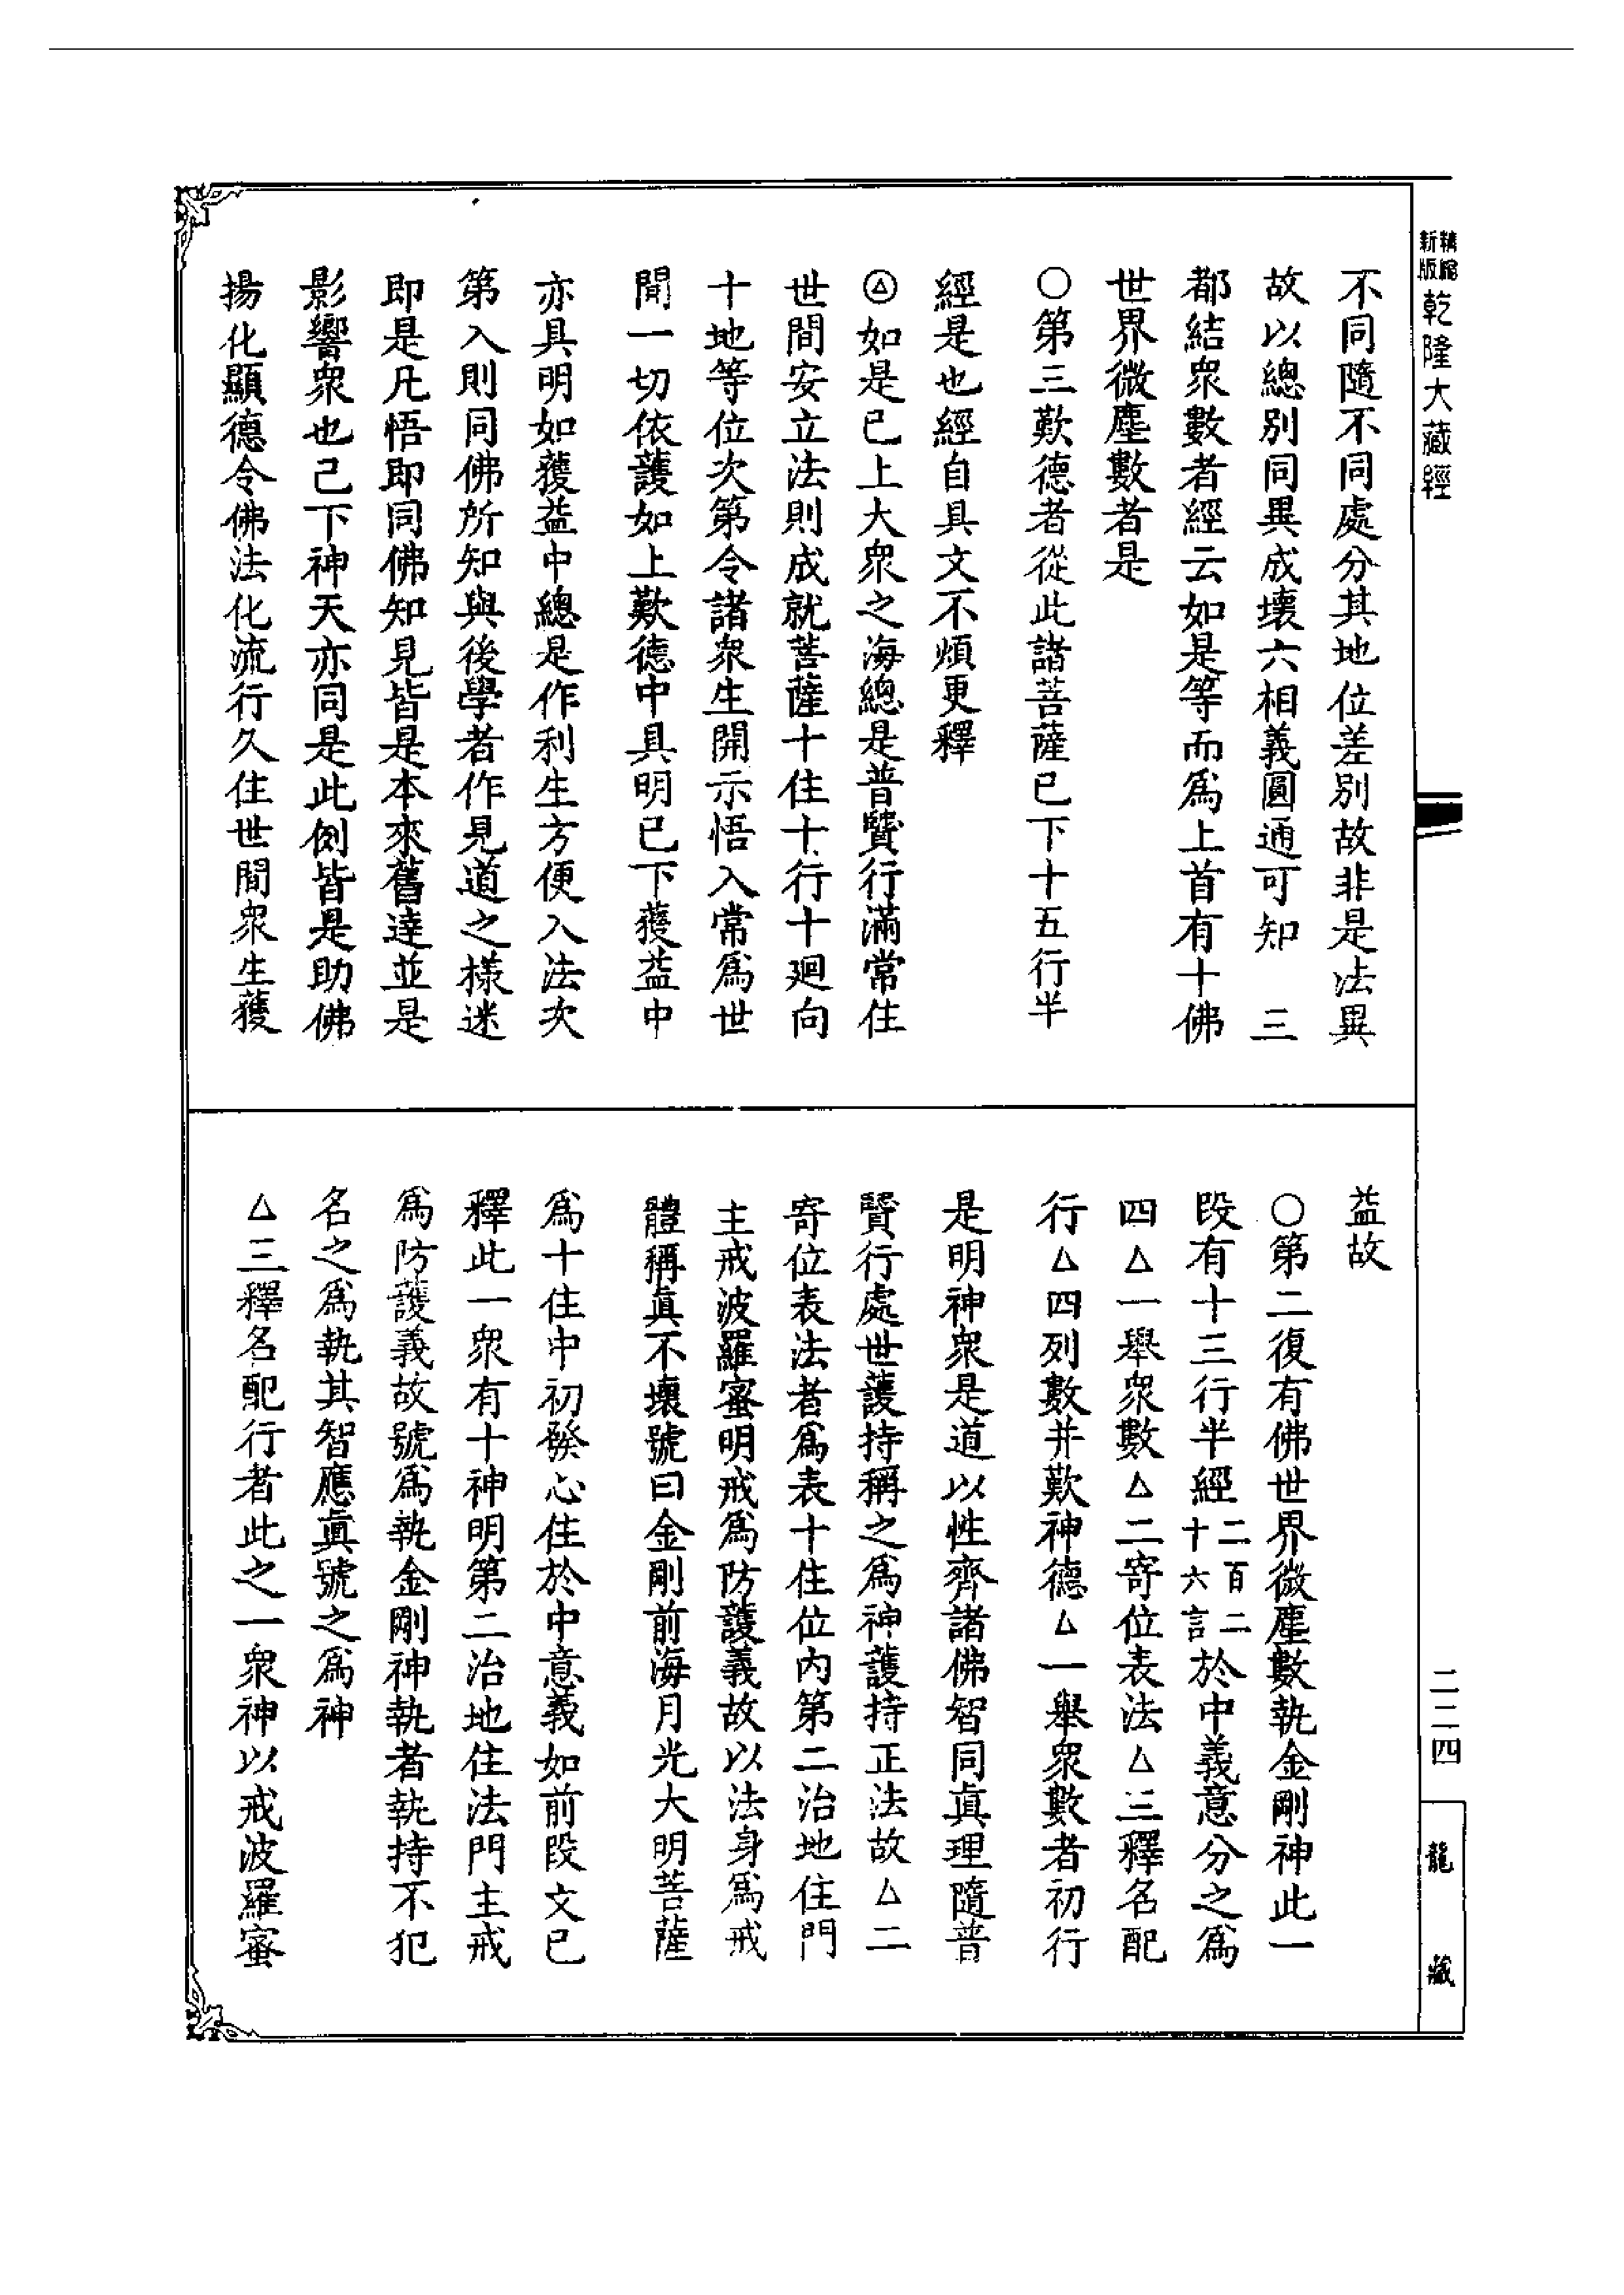 精縮
新版
乾隆大藏經
不同隨不同處分其地位差別故非是法異
故以總別同異成壞六相義圓通可知　三
都結衆數者經云如是等而爲上首有十佛
世界微塵數者是
○第三歎德者從此諸菩薩已下十五行半
經是也經自具文不煩更釋
◬如是已上大衆之海總是普賢行滿常住
世間安立法則成就菩薩十住十行十迴向
十地等位次第令諸衆生開示悟入常爲世
間一切依護如上歎德中具明已下獲益中
亦具明如獲益中總是作利生方便入法次
第入則同佛所知與後學者作見道之樣迷
即是凡悟即同佛知見皆是本來舊達並是
影響衆也己下神天亦同是此例皆是助佛
揚化顯德令佛法化流行久住世間衆生獲
益故
○第二復有佛世界微塵數執金剛神此一
段有十三行半經二百二十六言於中義意分之爲
四△一舉衆數△二寄位表法△三釋名配
行△四列數并歎神德△一舉衆數者初行
是明神衆是道以性齊諸佛智同眞理隨普
賢行處世護持稱之爲神護持正法故△二
寄位表法者爲表十住位內第二治地住門
主戒波羅蜜明戒爲防護義故以法身爲戒
體稱眞不壞號曰金剛前海月光大明菩薩
爲十住中初發心住於中意義如前段文已
釋此一衆有十神明第二治地住法門主戒
爲防護義故號爲執金剛神執者執持不犯
名之爲執其智應眞號之爲神
△三釋名配行者此之一衆神以戒波羅蜜
二二四
龍藏